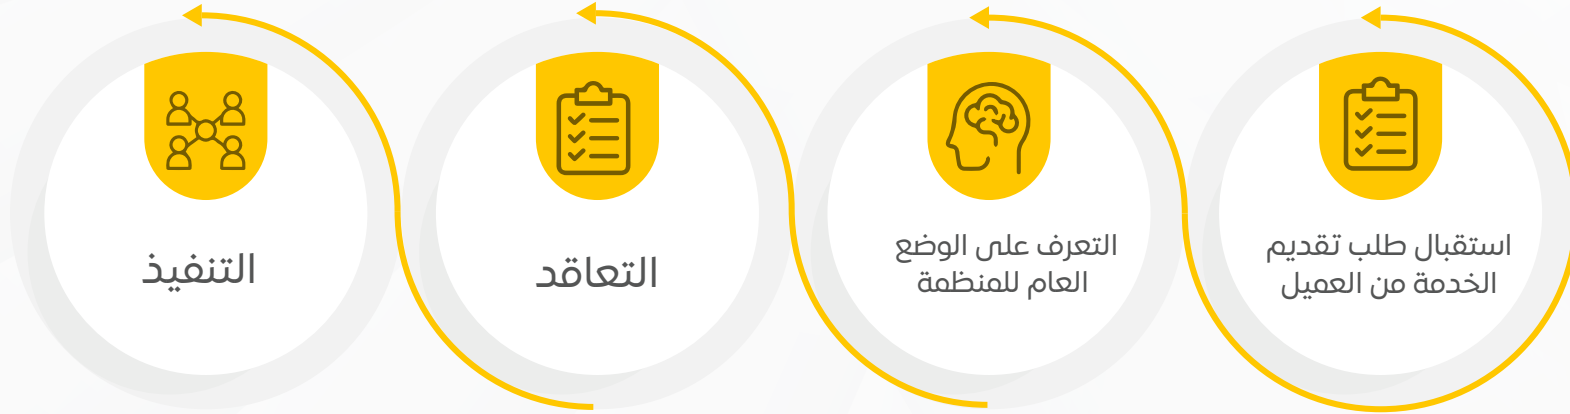 استقبال طلب تقديم
الخدمة من العميل
التعرف على الوضع
العام للمنظمة
التعاقد
التنفيذ